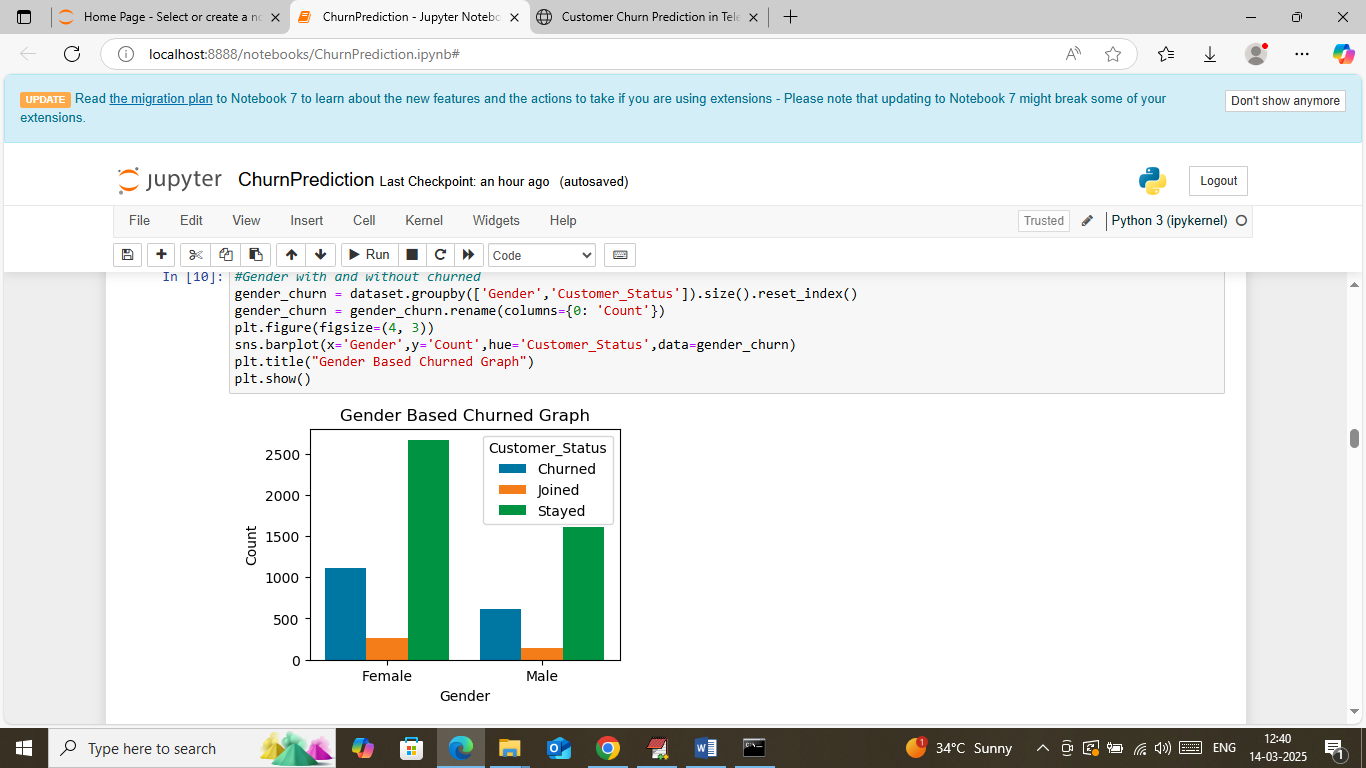 Home Page - Select or create a no
ChurnPrediction - Jupyter Notebo
Customer Churn Prediction in Tele
localhost:8888/notebooks/ChurnPrediction.ipynb#
UPDATE Read the migration plan to Notebook 7 to learn about the new features and the actions to take if you are using extensions - Please note that updating to Notebook 7 might break some of your
extensions.
Don't show anymore
jupyter ChurnPrediction Last Checkpoint: an hour ago (autosaved)
Logout
File Edit View Insert Cell Kernel Widgets Help
Trusted
Python 3 (ipykernel)
Run
Code
In [10]:
#Gender with and without churned
gender_churn = dataset.groupby(['Gender','Customer_Status']).size().reset_index()
gender_churn = gender_churn.rename(columns={0: 'Count'})
plt.figure(figsize=(4, 3))
sns.barplot(x='Gender',y='Count',hue='Customer_Status',data=gender_churn)
plt.title("Gender Based Churned Graph")
plt.show()
Gender Based Churned Graph
Customer_Status
Churned
Joined
Stayed
2500
2000
1500
1000
500
0
Count
Female
Male
Gender
Type here to search
34°C Sunny
ENG
12:40
14-03-2025
1
1